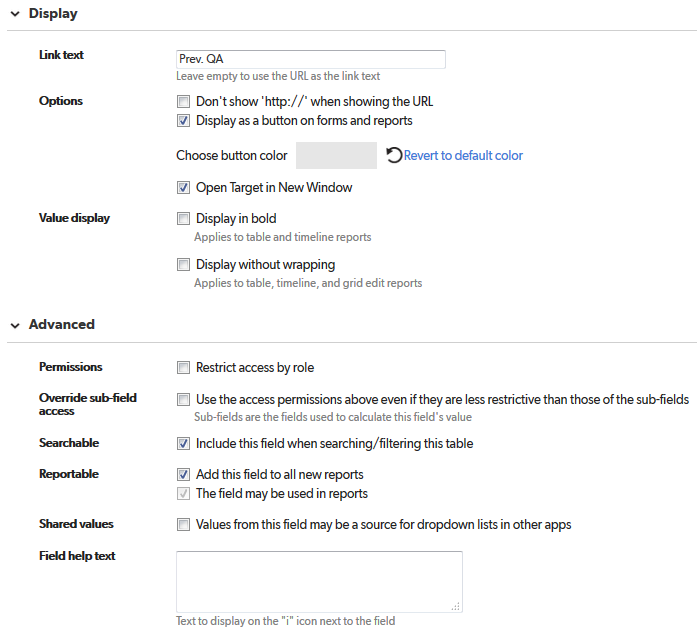 Display
Link text
Prev. QA
Leave empty to use the URL as the link text
Options
Don't show 'http://' when showing the URL
Display as a button on forms and reports
Choose button color
Revert to default color
Open Target in New Window
Value display
Display in bold
Applies to table and timeline reports
Display without wrapping
Applies to table, timeline, and grid edit reports
Advanced
Permissions
Restrict access by role
Override sub-field
access
Use the access permissions above even if they are less restrictive than those of the sub-fields
Sub-fields are the fields used to calculate this field's value
Searchable
Include this field when searching/filtering this table
Reportable
Add this field to all new reports
The field may be used in reports
Shared values
Values from this field may be a source for dropdown lists in other apps
Field help text
Text to display on the "i" icon next to the field